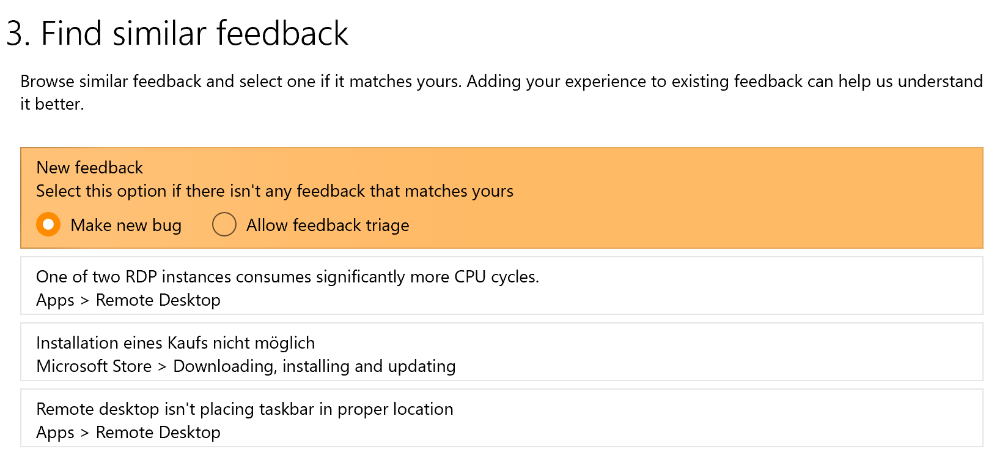 3. Find similar feedback
Browse similar feedback and select one if it matches yours. Adding your experience to existing feedback can help us understand
it better.
New feedback
Select this option if there isn't any feedback that matches yours
Make new bug Allow feedback triage
One of two RDP instances consumes significantly more CPU cycles.
Apps > Remote Desktop
Installation eines Kaufs nicht möglich
Microsoft Store > Downloading, installing and updating
Remote desktop isn't placing taskbar in proper location
Apps > Remote Desktop